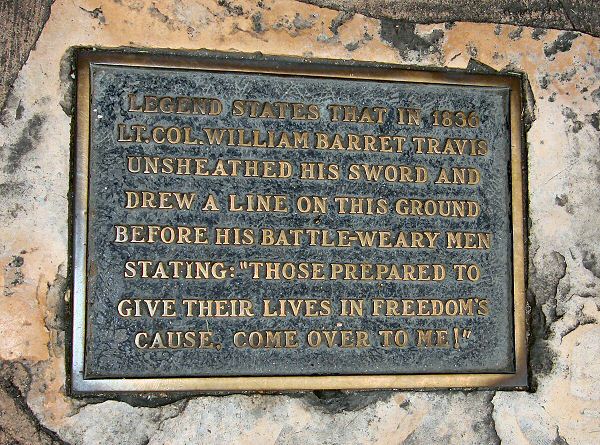 LEGEND STATES THAT IN 1836
LT. COL. WILLIAM BARRET TRAVIS
UNSHEATHED HIS SWORD AND
DREW A LINE ON THIS GROUND
BEFORE HIS BATTLE-WEARY MEN
STATING: "THOSE PREPARED TO
GIVE THEIR LIVES IN FREEDOM'S
CAUSE, COME OVER TO ME!"